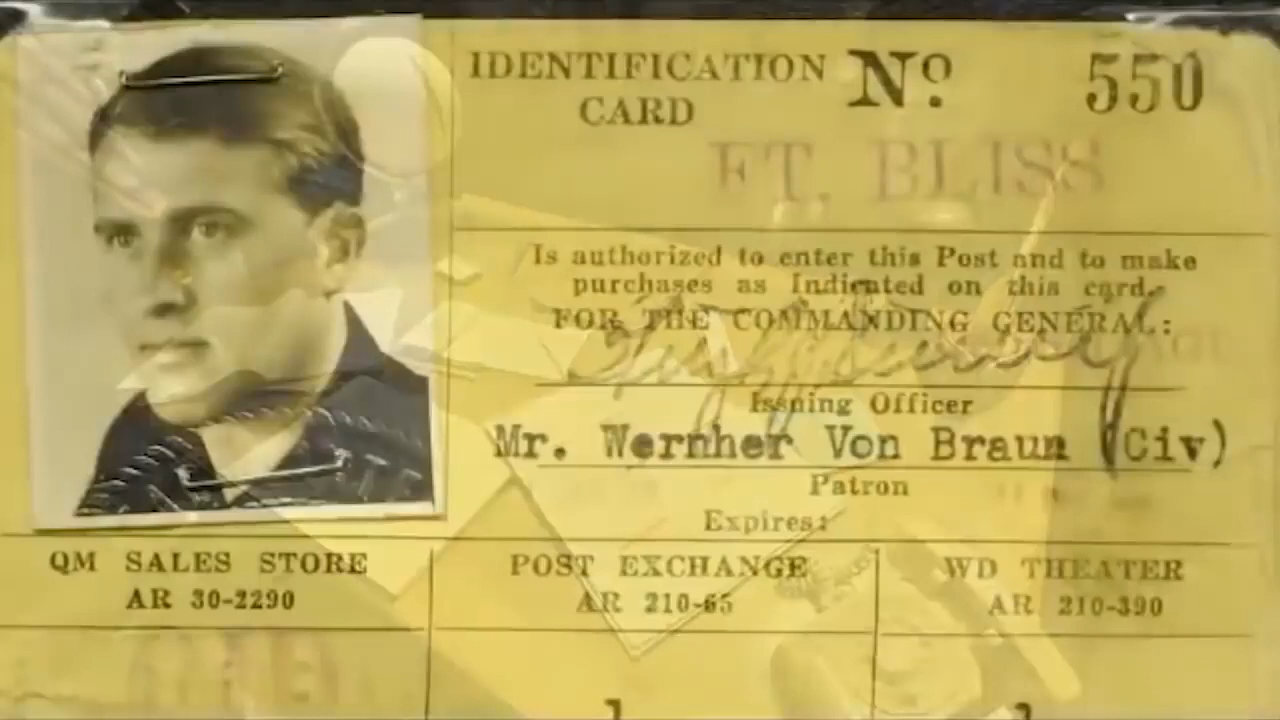 IDENTIFICATION CARD
Nº 550
FT. BLISS
Is authorized to enter this Post and to make
purchases as indicated on this card.
FOR THE COMMANDING GENERAL:
Issuing Officer
Mr. Wernher Von Braun (Civ)
Patron
Expires:
QM SALES STORE
AR 30-2290
POST EXCHANGE
AR 210-65
WD THEATER
AR 210-390